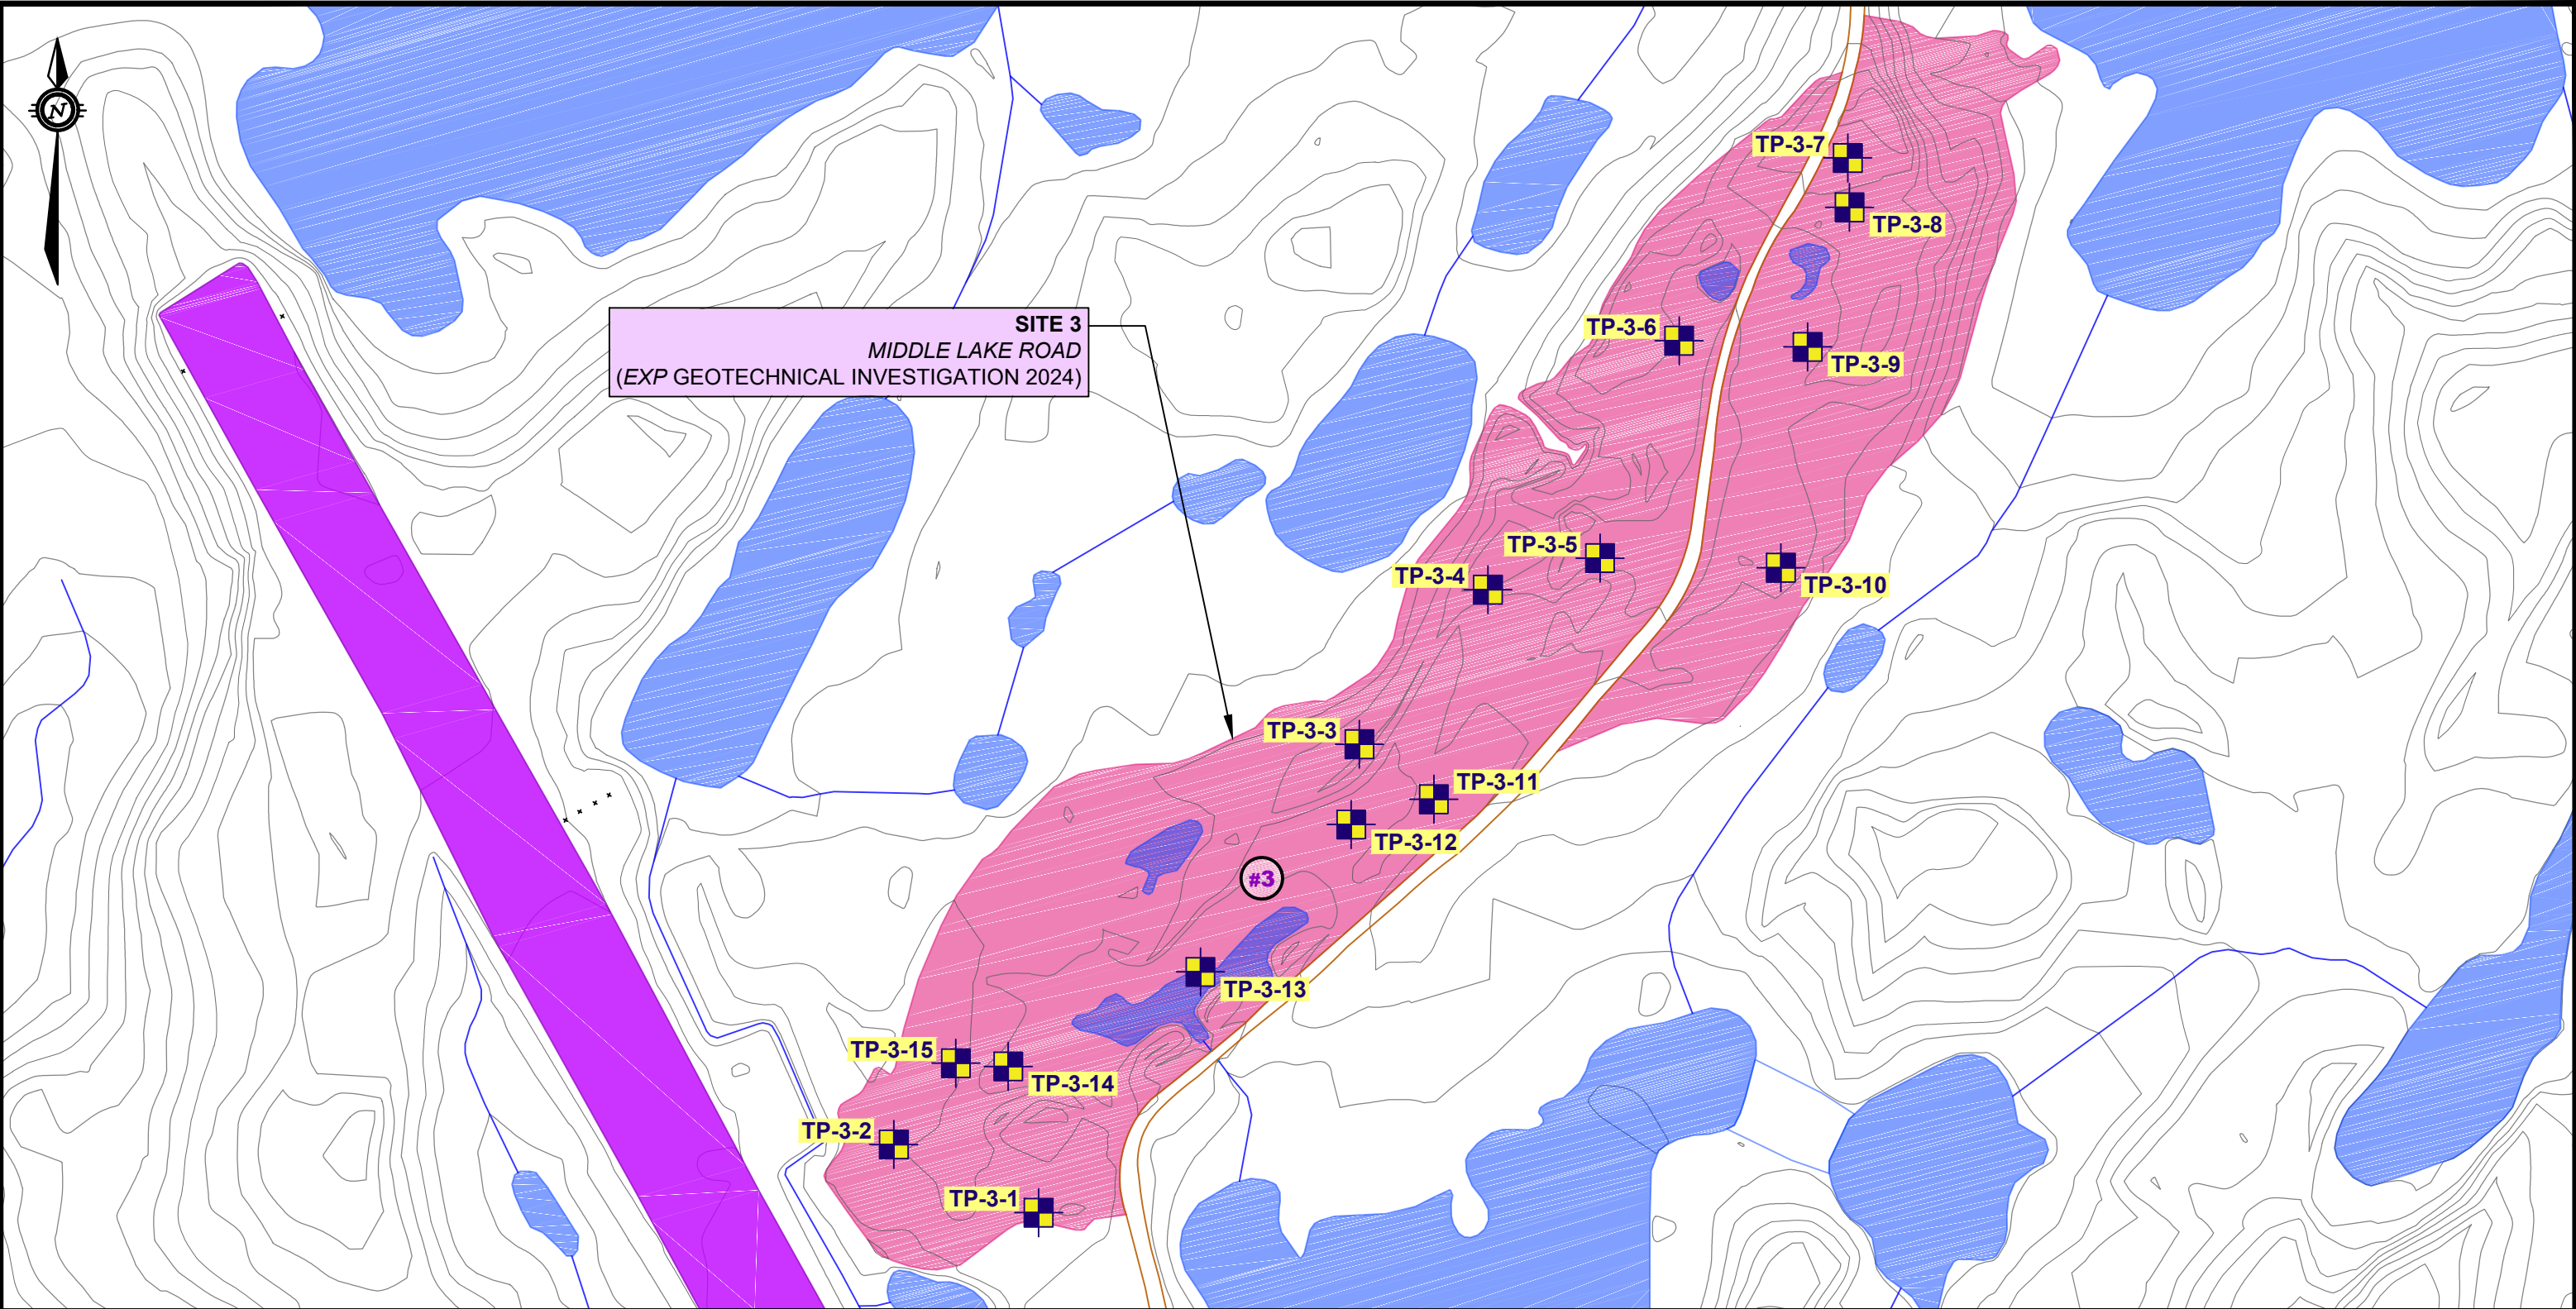 N
TP-3-7
TP-3-8
SITE 3
MIDDLE LAKE ROAD
(EXP GEOTECHNICAL INVESTIGATION 2024)
TP-3-6
TP-3-9
TP-3-5
TP-3-4
TP-3-10
TP-3-3
TP-3-11
TP-3-12
#3
TP-3-13
TP-3-15
TP-3-14
TP-3-2
TP-3-1